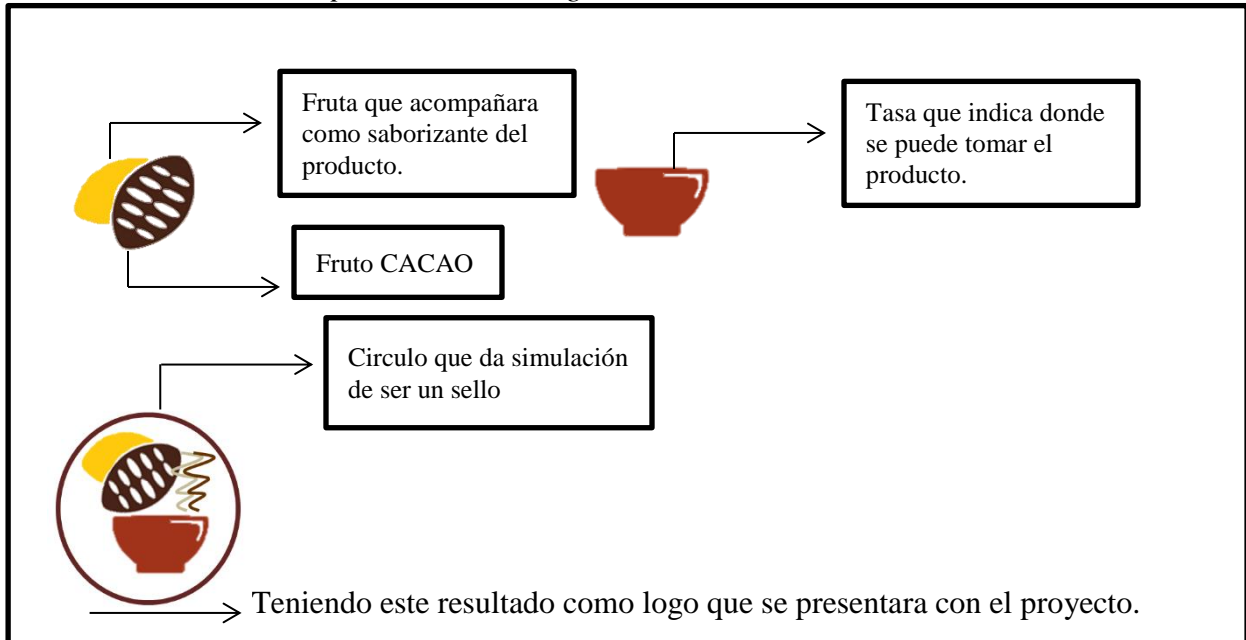 Fruta que acompañara
como saborizante del
producto.
Tasa que indica donde
se puede tomar el
producto.
Fruto CACAO
Circulo que da simulación
de ser un sello
Teniendo este resultado como logo que se presentara con el proyecto.